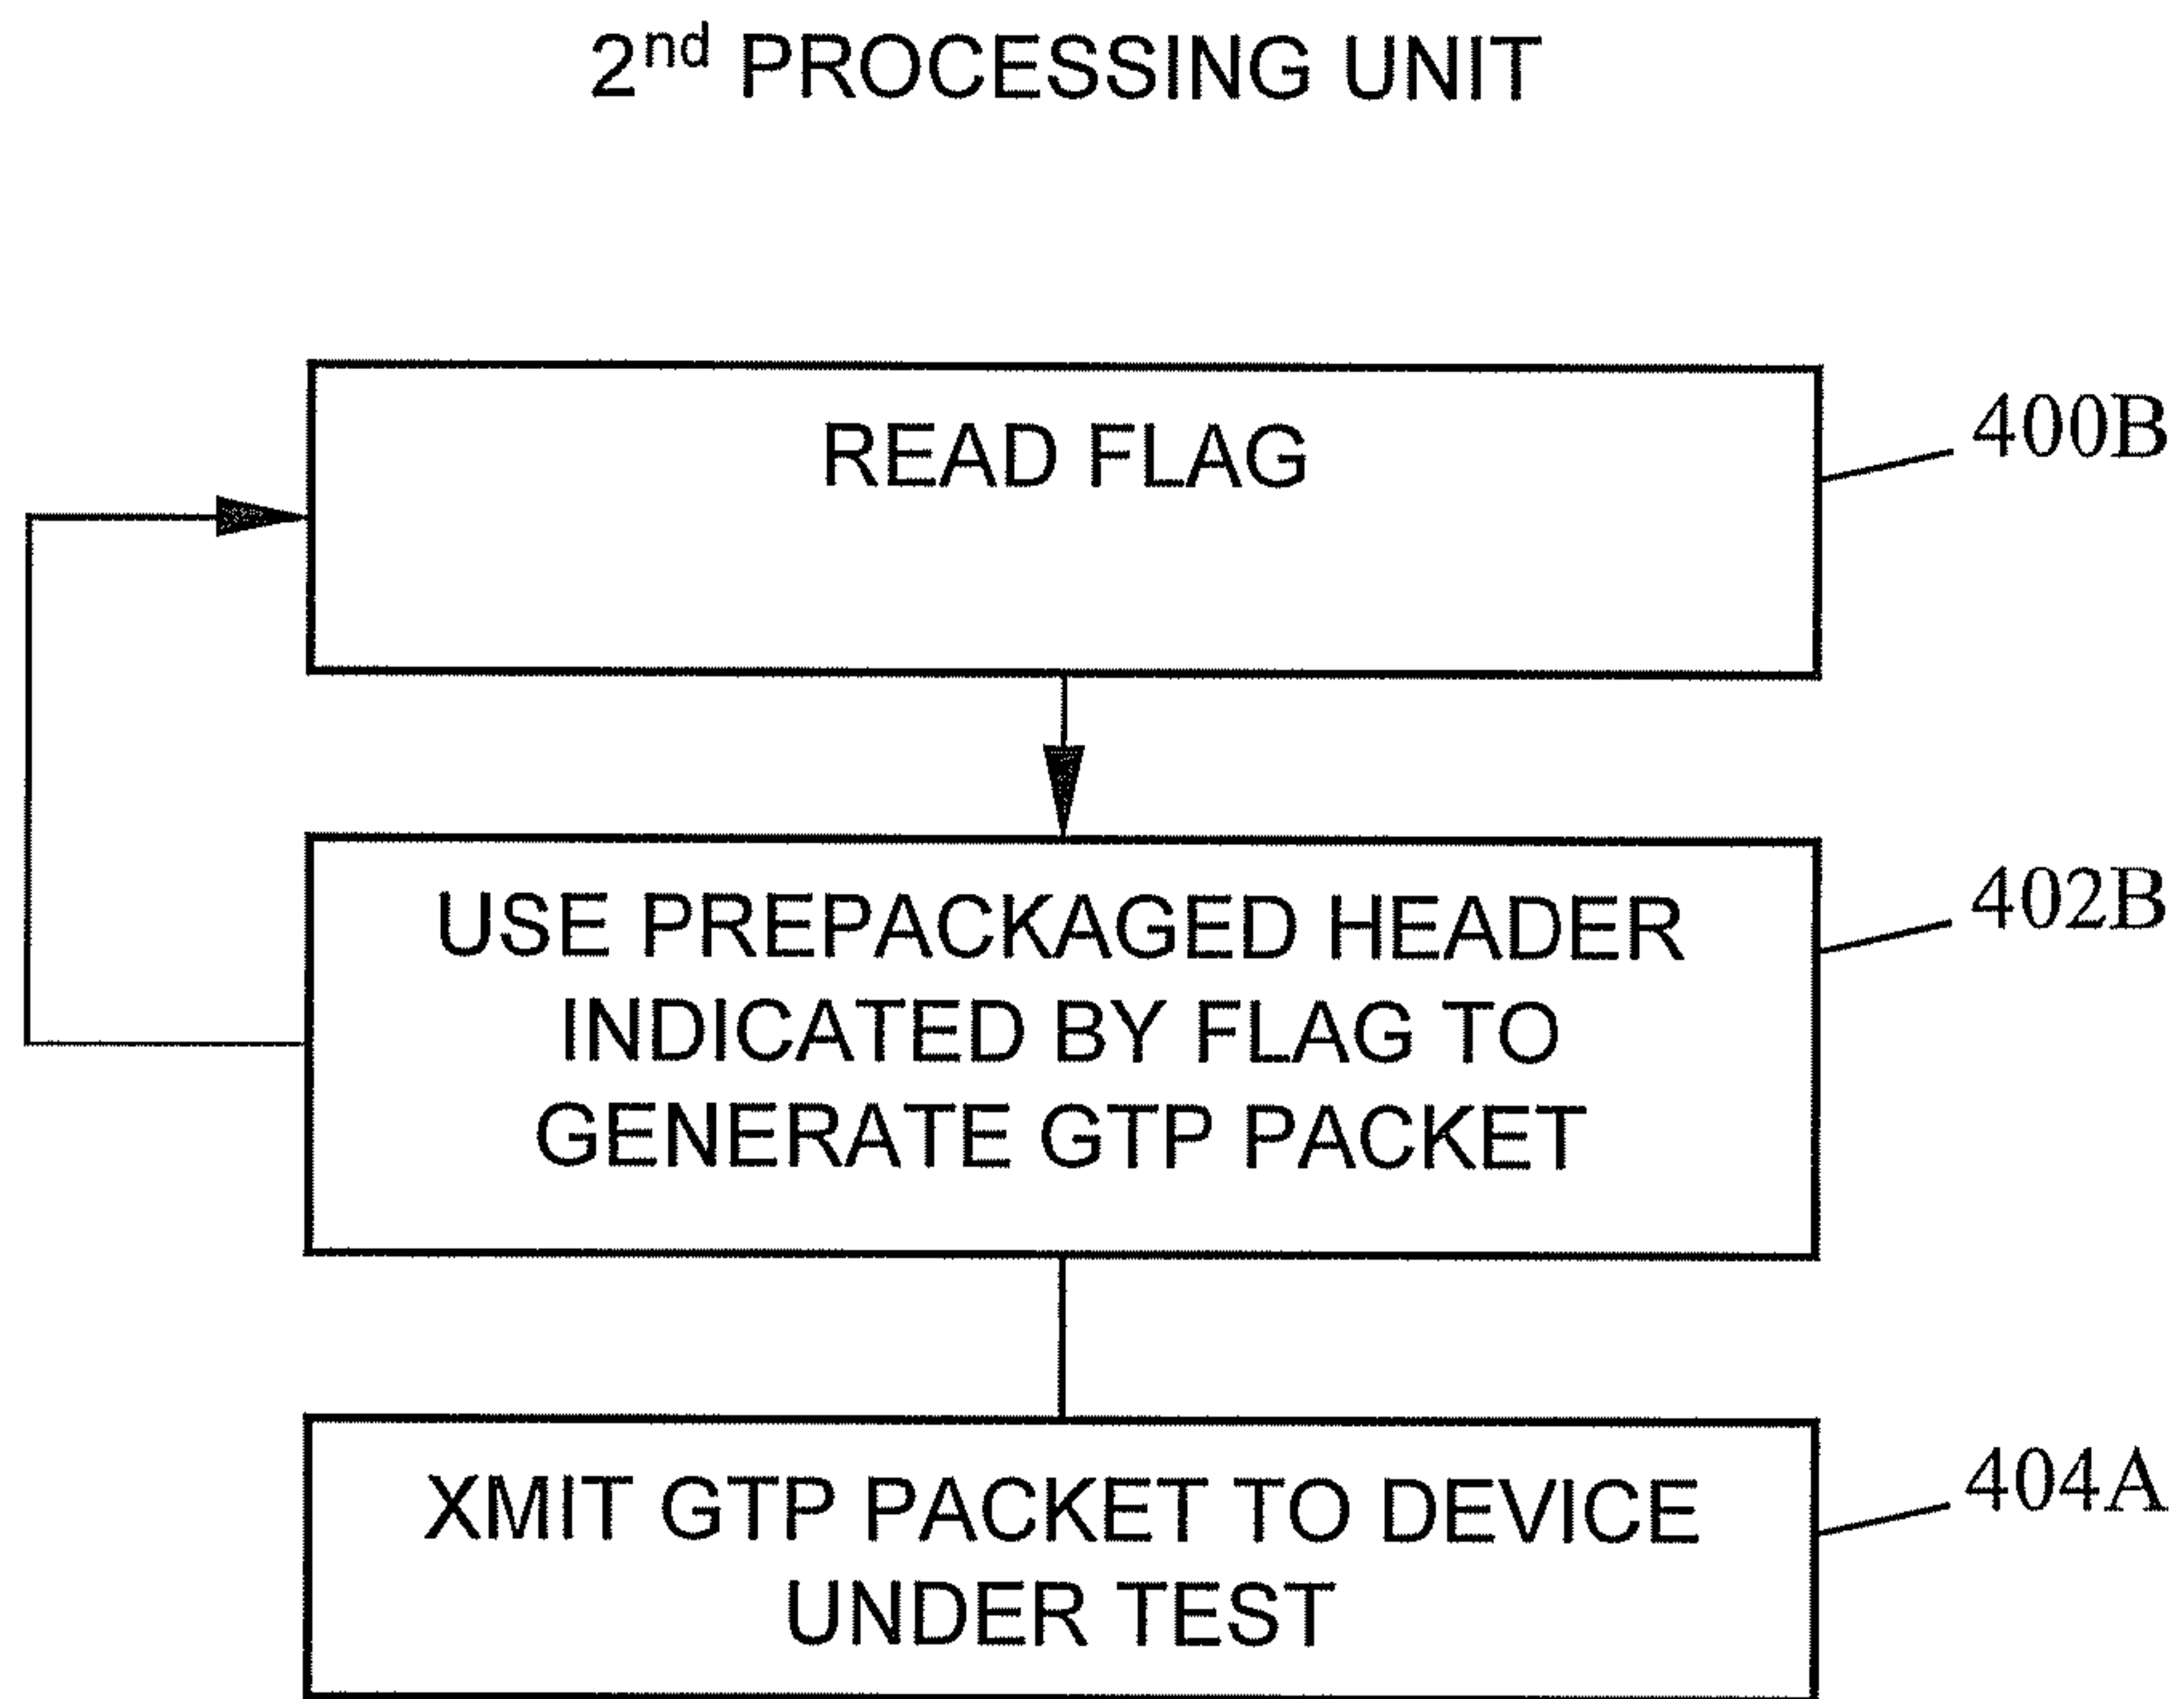 2nd PROCESSING UNIT
READ FLAG
400B
USE PREPACKAGED HEADER
INDICATED BY FLAG TO
GENERATE GTP PACKET
402B
XMIT GTP PACKET TO DEVICE
UNDER TEST
404A